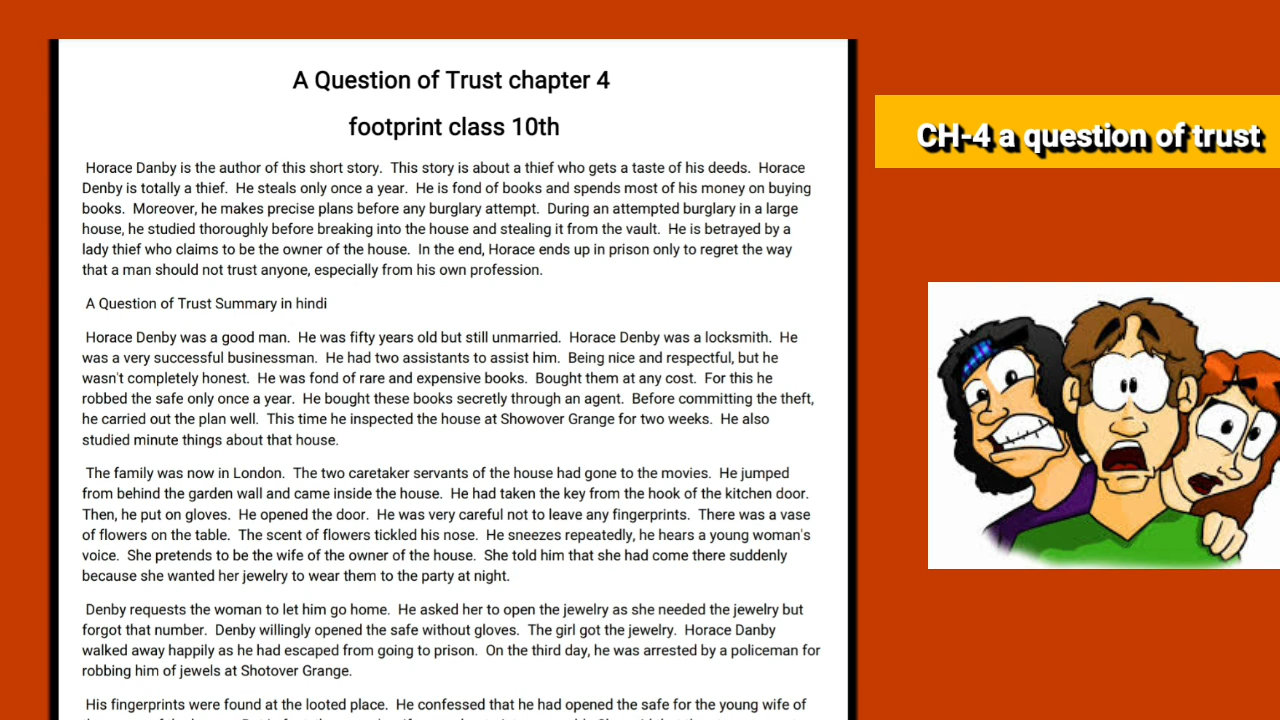 A Question of Trust chapter 4
footprint class 10th
CH-4 a question of trust
Horace Danby is the author of this short story. This story is about a thief who gets a taste of his deeds. Horace
Denby is totally a thief. He steals only once a year. He is fond of books and spends most of his money on buying
books. Moreover, he makes precise plans before any burglary attempt. During an attempted burglary in a large
house, he studied thoroughly before breaking into the house and stealing it from the vault. He is betrayed by a
lady thief who claims to be the owner of the house. In the end, Horace ends up in prison only to regret the way
that a man should not trust anyone, especially from his own profession.
A Question of Trust Summary in hindi
Horace Denby was a good man. He was fifty years old but still unmarried. Horace Denby was a locksmith. He
was a very successful businessman. He had two assistants to assist him. Being nice and respectful, but he
wasn't completely honest. He was fond of rare and expensive books. Bought them at any cost. For this he
robbed the safe only once a year. He bought these books secretly through an agent. Before committing the theft,
he carried out the plan well. This time he inspected the house at Showover Grange for two weeks. He also
studied minute things about that house.
The family was now in London. The two caretaker servants of the house had gone to the movies. He jumped
from behind the garden wall and came inside the house. He had taken the key from the hook of the kitchen door.
Then, he put on gloves. He opened the door. He was very careful not to leave any fingerprints. There was a vase
of flowers on the table. The scent of flowers tickled his nose. He sneezes repeatedly, he hears a young woman's
voice. She pretends to be the wife of the owner of the house. She told him that she had come there suddenly
because she wanted her jewelry to wear them to the party at night.
Denby requests the woman to let him go home. He asked her to open the jewelry as she needed the jewelry but
forgot that number. Denby willingly opened the safe without gloves. The girl got the jewelry. Horace Danby
walked away happily as he had escaped from going to prison. On the third day, he was arrested by a policeman for
robbing him of jewels at Shotover Grange.
His fingerprints were found at the looted place. He confessed that he had opened the safe for the young wife of